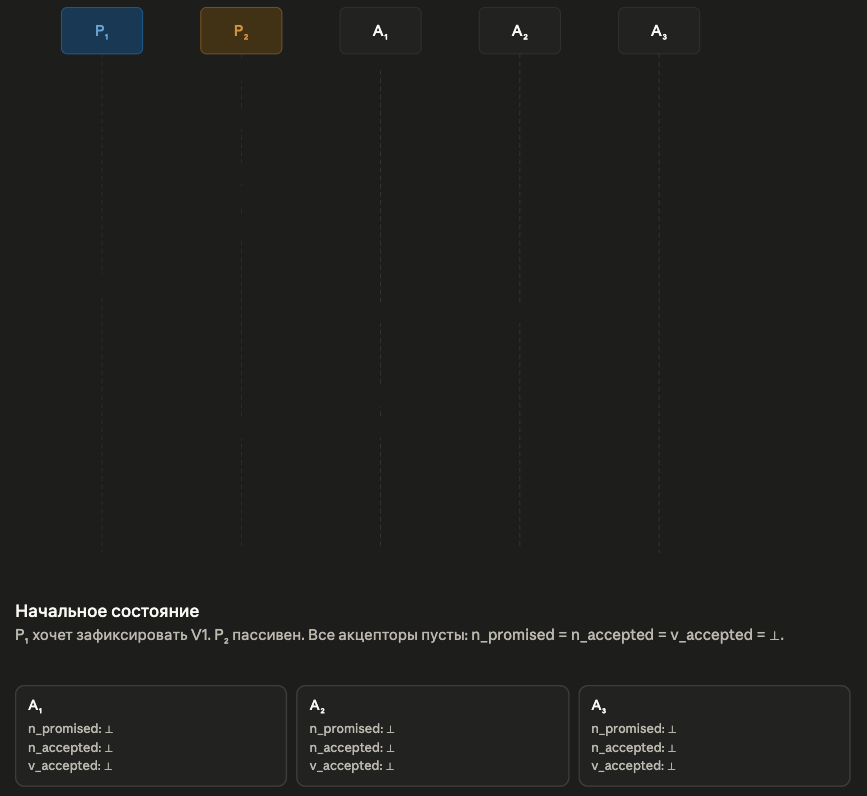 P₁ P₂ A₁ A₂ A₃
Начальное состояние
P₁ хочет зафиксировать V1. P₂ пассивен. Все акцепторы пусты: n_promised = n_accepted = v_accepted = ⊥.
A₁
n_promised: ⊥
n_accepted: ⊥
v_accepted: ⊥
A₂
n_promised: ⊥
n_accepted: ⊥
v_accepted: ⊥
A₃
n_promised: ⊥
n_accepted: ⊥
v_accepted: ⊥